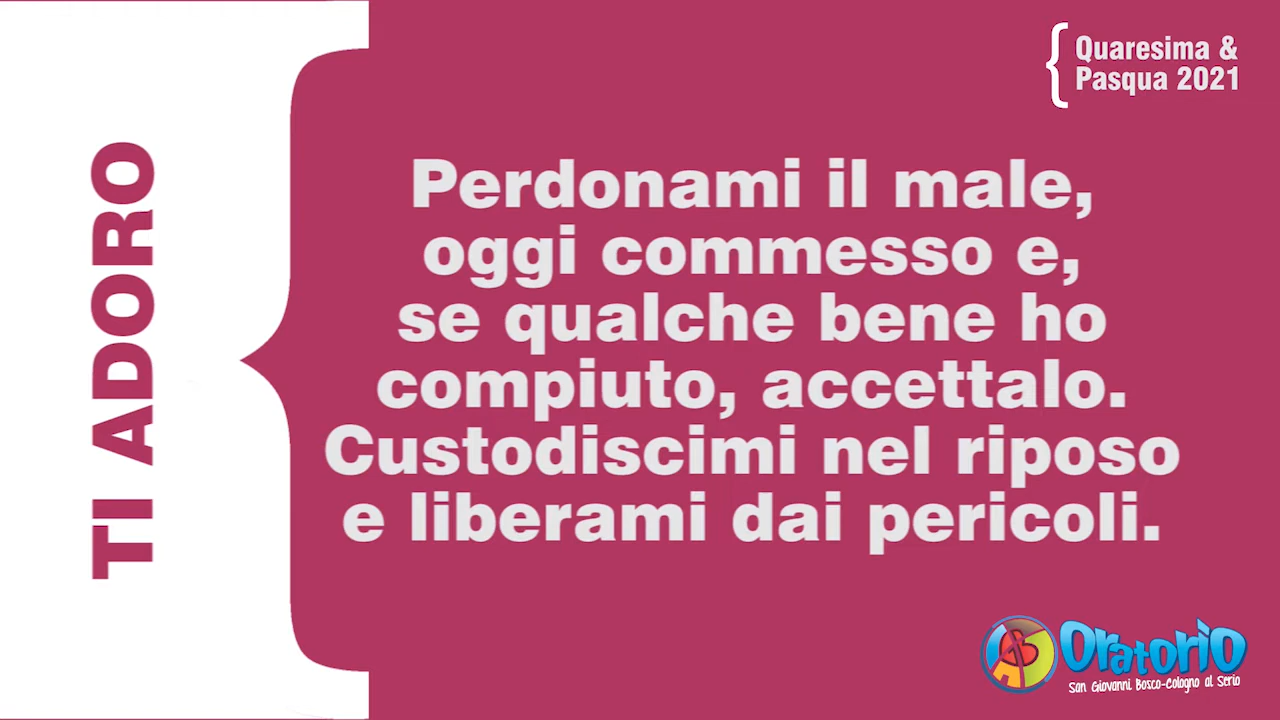 TI ADORO
Quaresima &
Pasqua 2021
Perdonami il male,
oggi commesso e,
se qualche bene ho
compiuto, accettalo.
Custodiscimi nel riposo
e liberami dai pericoli.
Oratorio
San Giovanni Bosco-Cologno al Serio